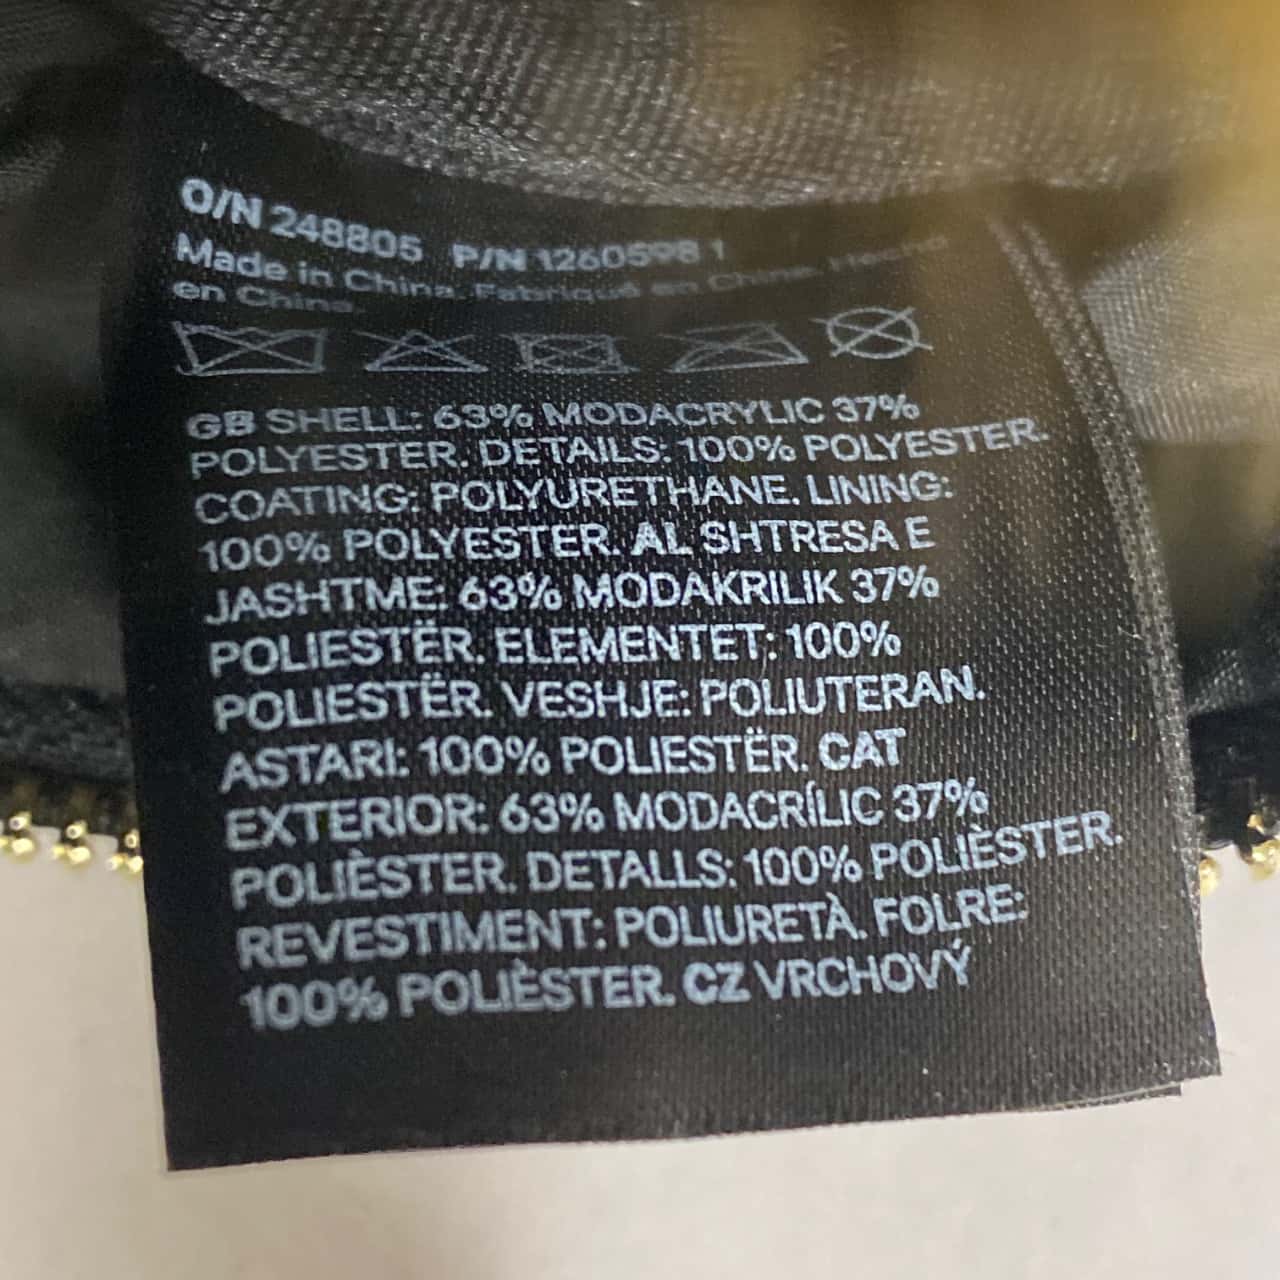 O/N 248805 P/N 1260598 1
Made in China. Fabriqué en China. Hecho
en China.
GB SHELL: 63% MODACRYLIC 37%
POLYESTER. DETAILS: 100% POLYESTER.
COATING: POLYURETHANE. LINING:
100% POLYESTER. AL SHTRESA E
JASHTME: 63% MODAKRILIK 37%
POLIESTËR. ELEMENTET: 100%
POLIESTËR. VESHJE: POLIUTERAN.
ASTARI: 100% POLIESTËR. CAT
EXTERIOR: 63% MODACRÍLIC 37%
POLIÈSTER. DETALLS: 100% POLIÈSTER.
REVESTIMENT: POLIURETÀ. FOLRE:
100% POLIÈSTER. CZ VRCHOVÝ